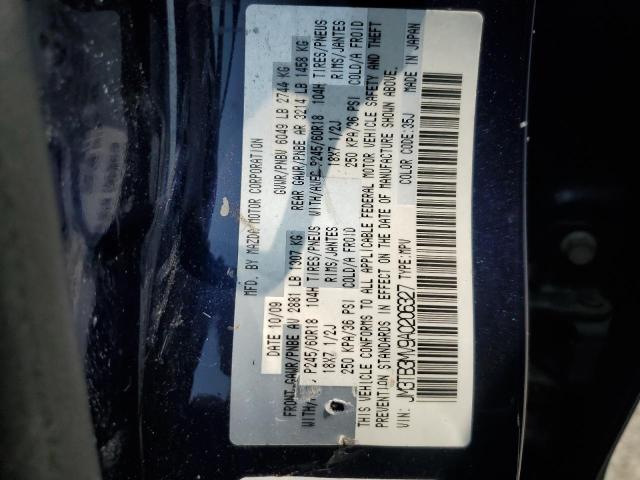 MFD. BY MAZDA MOTOR CORPORATION
DATE 10/09 GVWR/PNBV 6049 LB 2744 KG
FRONT GAWR/PNBE AV 2881 LB 1307 KG REAR GAWR/PNBE AR 3214 LB 1458 KG
WITH/AVEC P245/60R18 104H TIRES/PNEUS WITH/AVEC P245/60R18 104H TIRES/PNEUS
18X7 1/2J RIMS/JANTES 18X7 1/2J RIMS/JANTES
250 KPA/36 PSI COLD/A FROID 250 KPA/36 PSI COLD/A FROID
THIS VEHICLE CONFORMS TO ALL APPLICABLE FEDERAL MOTOR VEHICLE SAFETY AND THEFT
PREVENTION STANDARDS IN EFFECT ON THE DATE OF MANUFACTURE SHOWN ABOVE.
VIN: JM3TB3MV9A0206327 TYPE: MPV COLOR CODE: 35J MADE IN JAPAN